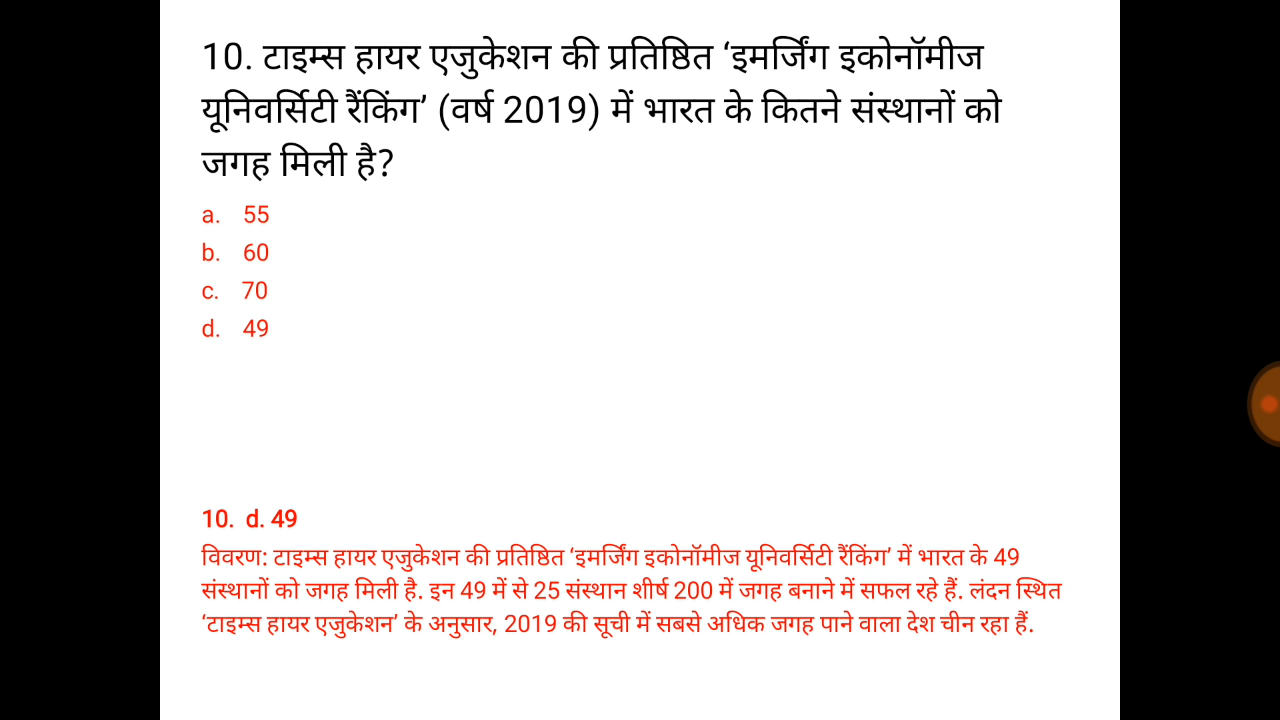 10. टाइम्स हायर एजुकेशन की प्रतिष्ठित ‘इमर्जिंग इकोनॉमीज
यूनिवर्सिटी रैंकिंग’ (वर्ष 2019) में भारत के कितने संस्थानों को
जगह मिली है?
a. 55
b. 60
c. 70
d. 49
10. d. 49
विवरण: टाइम्स हायर एजुकेशन की प्रतिष्ठित ‘इमर्जिंग इकोनॉमीज यूनिवर्सिटी रैंकिंग’ में भारत के 49
संस्थानों को जगह मिली है. इन 49 में से 25 संस्थान शीर्ष 200 में जगह बनाने में सफल रहे हैं. लंदन स्थित
‘टाइम्स हायर एजुकेशन’ के अनुसार, 2019 की सूची में सबसे अधिक जगह पाने वाला देश चीन रहा हैं.